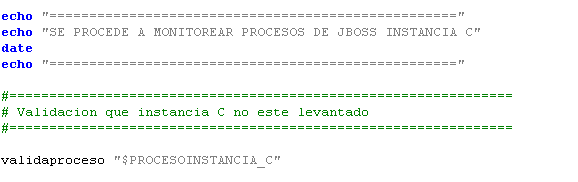 echo "==================================================="
echo "SE PROCEDE A MONITOREAR PROCESOS DE JBOSS INSTANCIA C"
date
echo "==================================================="
#===============================================================
# Validacion que instancia C no este levantado
#===============================================================
validaproceso "$PROCESOINSTANCIA_C"